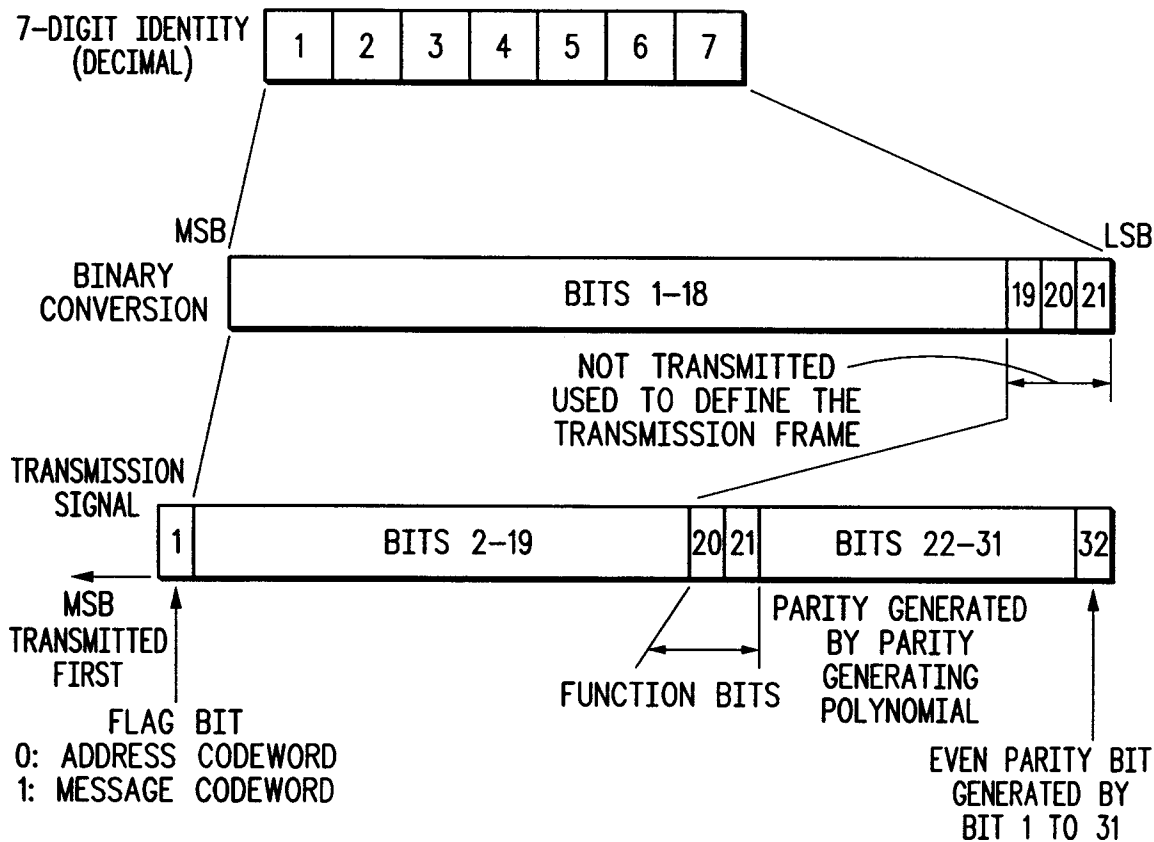 7-DIGIT IDENTITY
(DECIMAL)
1 2 3 4 5 6 7
MSB
LSB
BINARY
CONVERSION
BITS 1-18
19 20 21
NOT TRANSMITTED
USED TO DEFINE THE
TRANSMISSION FRAME
TRANSMISSION
SIGNAL
1 BITS 2-19 20 21 BITS 22-31 32
MSB
TRANSMITTED
FIRST
FUNCTION BITS
PARITY GENERATED
BY PARITY
GENERATING
POLYNOMIAL
FLAG BIT
0: ADDRESS CODEWORD
1: MESSAGE CODEWORD
EVEN PARITY BIT
GENERATED BY
BIT 1 TO 31